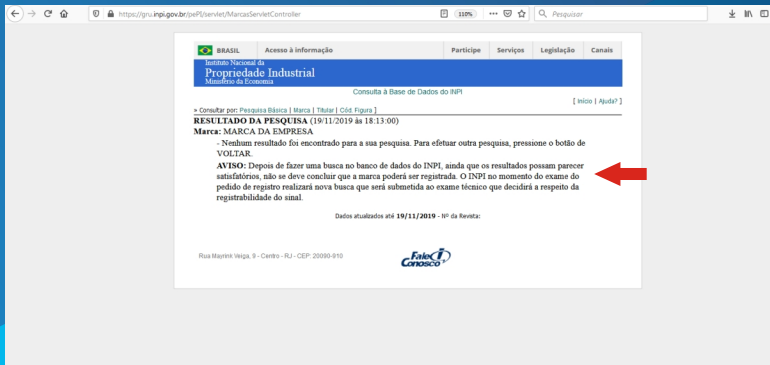 https://gru.inpi.gov.br/pePI/servlet/MarcasServletController 110% Pesquisar
BRASIL Acesso à informação Participe Serviços Legislação Canais
Instituto Nacional da
Propriedade Industrial
Ministério da Economia
Consulta à Base de Dados do INPI
[ Início | Ajuda? ]
» Consultar por: Pesquisa Básica | Marca | Titular | Cód. Figura ]
RESULTADO DA PESQUISA (19/11/2019 às 18:13:00)
Marca: MARCA DA EMPRESA
- Nenhum resultado foi encontrado para a sua pesquisa. Para efetuar outra pesquisa, pressione o botão de
VOLTAR.
AVISO: Depois de fazer uma busca no banco de dados do INPI, ainda que os resultados possam parecer
satisfatórios, não se deve concluir que a marca poderá ser registrada. O INPI no momento do exame do
pedido de registro realizará nova busca que será submetida ao exame técnico que decidirá a respeito da
registrabilidade do sinal.
Dados atualizados até 19/11/2019 - Nº da Revista:
Rua Mayrink Veiga, 9 - Centro - RJ - CEP: 20090-910
Fale
Conosco